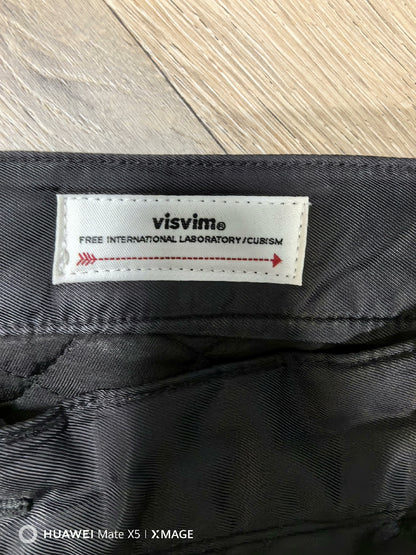 visvim®
FREE INTERNATIONAL LABORATORY/CUBISM
HUAWEI Mate X5 | XMAGE